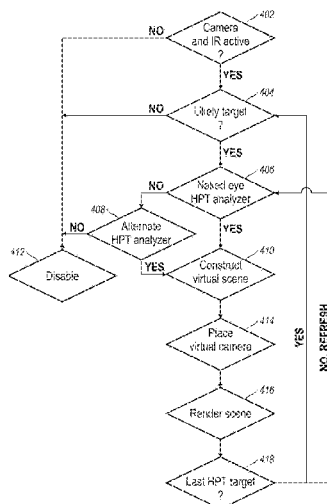 402
Camera
and IR active
?
NO
YES
404
Likely target
?
NO
YES
406
Naked eye
HPT analyzer
NO
YES
408
Alternate
HPT analyzer
NO
YES
410
Construct
virtual scene
412
Disable
414
Place
virtual camera
416
Render
scene
418
Last HPT target
?
YES
NO, REFRESH